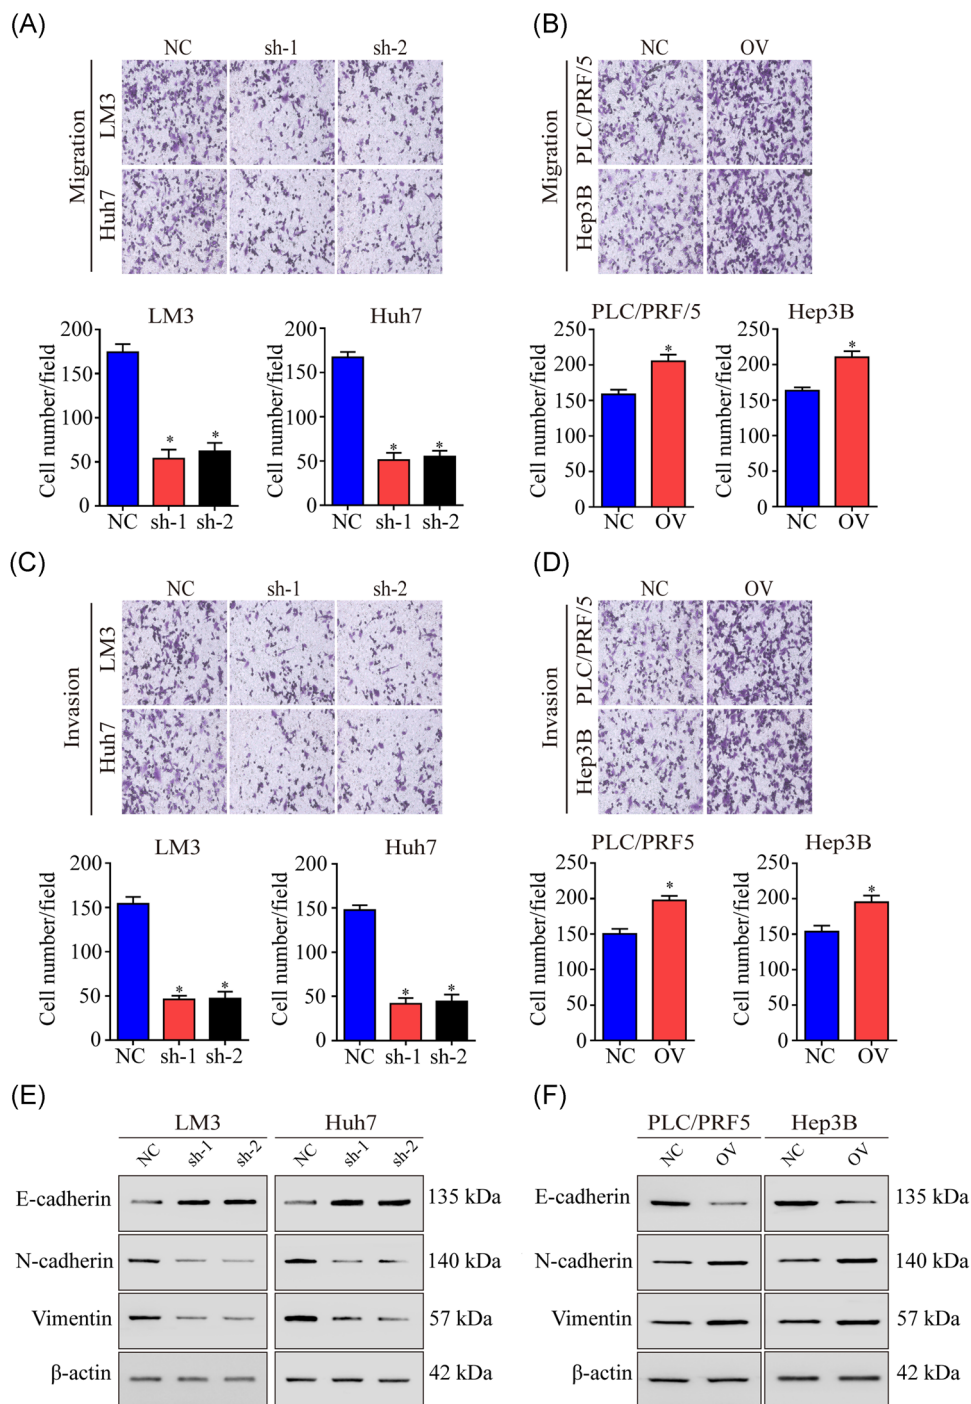 (A)
NC sh-1 sh-2
Migration
LM3
Huh7
LM3
Cell number/field
200
150
100
50
0
NC sh-1 sh-2
* *
Huh7
Cell number/field
200
150
100
50
0
NC sh-1 sh-2
* *
(B)
NC OV
Migration
PLC/PRF/5
Hep3B
PLC/PRF/5
Cell number/field
250
200
150
100
50
0
NC OV
*
Hep3B
Cell number/field
250
200
150
100
50
0
NC OV
*
(C)
NC sh-1 sh-2
Invasion
LM3
Huh7
LM3
Cell number/field
200
150
100
50
0
NC sh-1 sh-2
* *
Huh7
Cell number/field
200
150
100
50
0
NC sh-1 sh-2
* *
(D)
NC OV
Invasion
PLC/PRF/5
Hep3B
PLC/PRF5
Cell number/field
250
200
150
100
50
0
NC OV
*
Hep3B
Cell number/field
250
200
150
100
50
0
NC OV
*
(E)
LM3 Huh7
NC sh-1 sh-2 NC sh-1 sh-2
E-cadherin 135 kDa
N-cadherin 140 kDa
Vimentin 57 kDa
β-actin 42 kDa
(F)
PLC/PRF5 Hep3B
NC OV NC OV
E-cadherin 135 kDa
N-cadherin 140 kDa
Vimentin 57 kDa
β-actin 42 kDa